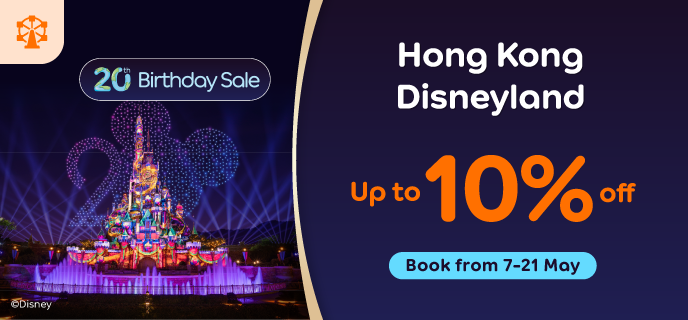 20th Birthday Sale
Hong Kong
Disneyland
Up to 10% off
Book from 7-21 May
©Disney